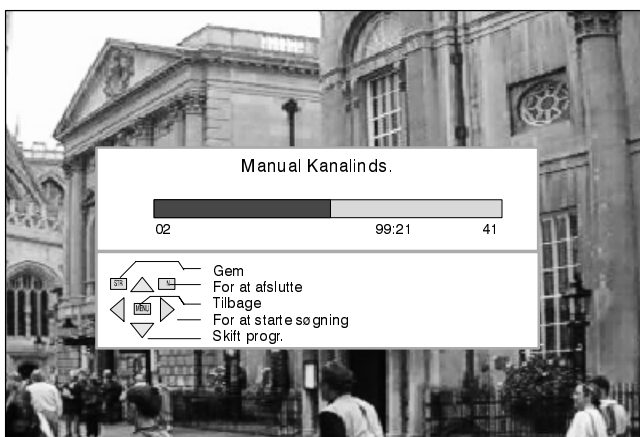 Manual Kanalinds.
02 99:21 41
Gem
For at afslutte
Tilbage
For at starte søgning
Skift progr.
STR N
MENU